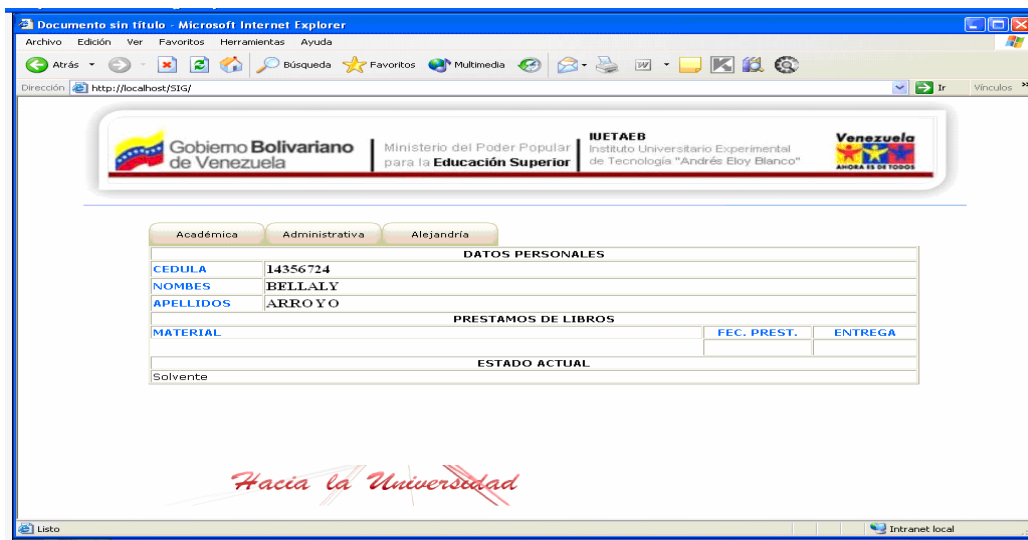 Documento sin título - Microsoft Internet Explorer
Archivo Edición Ver Favoritos Herramientas Ayuda
Atrás Búsqueda Favoritos Multimedia
Dirección http://localhost/SIG/ Ir Vínculos »
Gobierno Bolivariano de Venezuela
Ministerio del Poder Popular para la Educación Superior
IUETAEB
Instituto Universitario Experimental
de Tecnología "Andrés Eloy Blanco"
Venezuela
AHORA ES DE TODOS
Académica Administrativa Alejandría
DATOS PERSONALES
CEDULA 14356724
NOMBES BELLALY
APELLIDOS ARROYO
PRESTAMOS DE LIBROS
MATERIAL FEC. PREST. ENTREGA
ESTADO ACTUAL
Solvente
Hacia la Universidad
Listo Intranet local